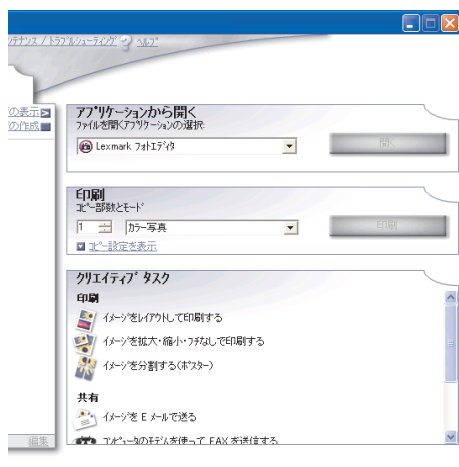 ンテナンス / トラブルシューティング ? ヘルプ
の表示
の作成
アプリケーションから開く
ファイルを開くアプリケーションの選択:
Lexmark フォトエディタ
開く
印刷
コピー部数とモード
1 カラー写真
印刷
コピー設定を表示
クリエイティブ タスク
印刷
イメージをレイアウトして印刷する
イメージを拡大・縮小・フチなしで印刷する
イメージを分割する(ポスター)
共有
イメージを E メールで送る
コンピュータのモデムを使って FAX を送信する
編集